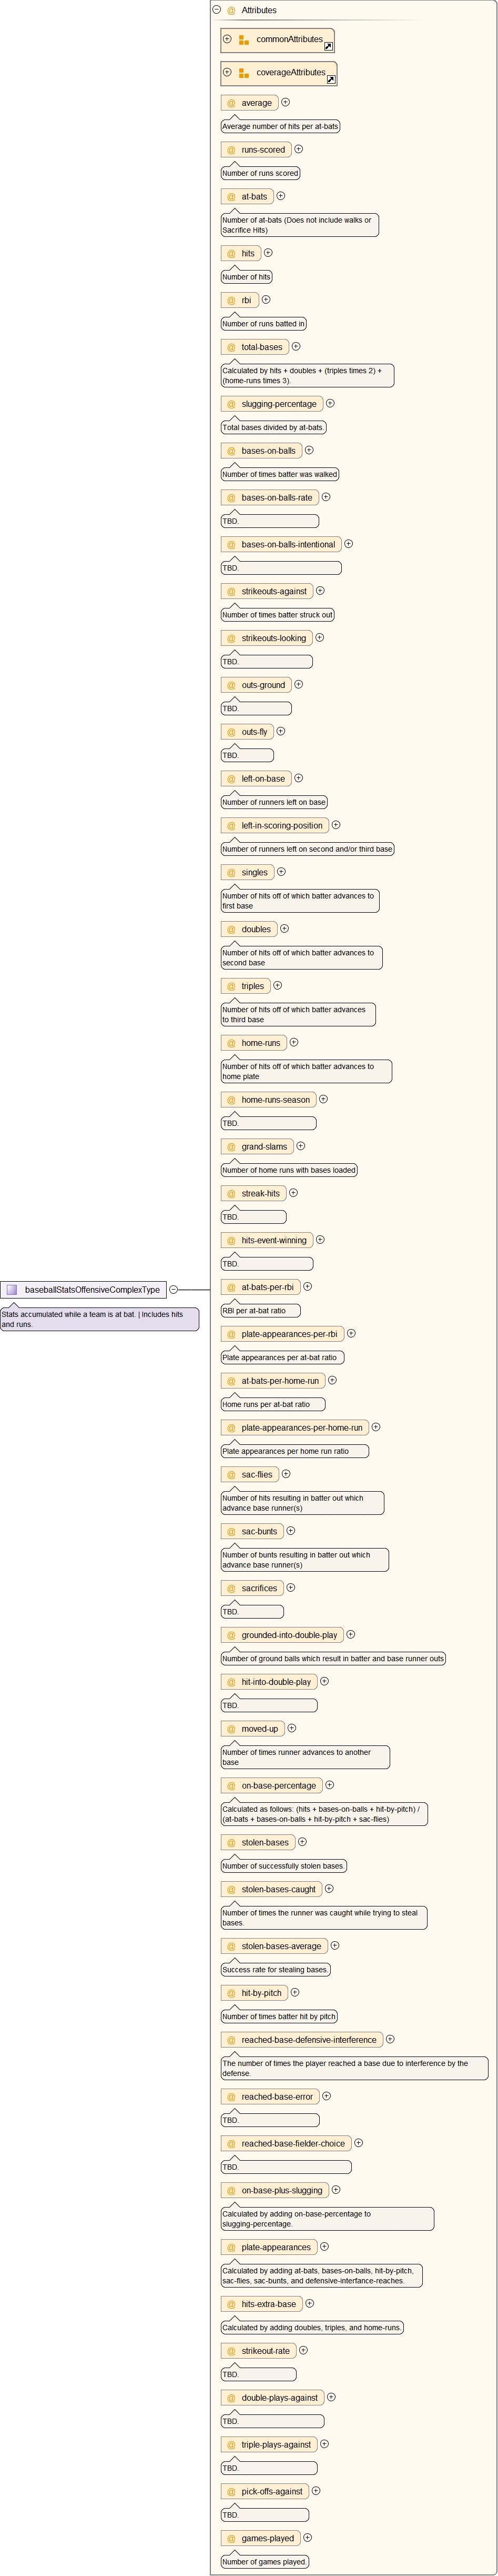 Attributes
commonAttributes
coverageAttributes
@ average
Average number of hits per at-bats
@ runs-scored
Number of runs scored
@ at-bats
Number of at-bats (Does not include walks or
Sacrifice Hits)
@ hits
Number of hits
@ rbi
Number of runs batted in
@ total-bases
Calculated by hits + doubles + (triples times 2) +
(home-runs times 3).
@ slugging-percentage
Total bases divided by at-bats.
@ bases-on-balls
Number of times batter was walked
@ bases-on-balls-rate
TBD.
@ bases-on-balls-intentional
TBD.
@ strikeouts-against
Number of times batter struck out
@ strikeouts-looking
TBD.
@ outs-ground
TBD.
@ outs-fly
TBD.
@ left-on-base
Number of runners left on base
@ left-in-scoring-position
Number of runners left on second and/or third base
@ singles
Number of hits off of which batter advances to
first base
@ doubles
Number of hits off of which batter advances to
second base
@ triples
Number of hits off of which batter advances
to third base
@ home-runs
Number of hits off of which batter advances to
home plate
@ home-runs-season
TBD.
@ grand-slams
Number of home runs with bases loaded
@ streak-hits
TBD.
@ hits-event-winning
TBD.
baseballStatsOffensiveComplexType
Stats accumulated while a team is at bat. | Includes hits
and runs.
@ at-bats-per-rbi
RBI per at-bat ratio
@ plate-appearances-per-rbi
Plate appearances per at-bat ratio
@ at-bats-per-home-run
Home runs per at-bat ratio
@ plate-appearances-per-home-run
Plate appearances per home run ratio
@ sac-flies
Number of hits resulting in batter out which
advance base runner(s)
@ sac-bunts
Number of bunts resulting in batter out which
advance base runner(s)
@ sacrifices
TBD.
@ grounded-into-double-play
Number of ground balls which result in batter and base runner outs
@ hit-into-double-play
TBD.
@ moved-up
Number of times runner advances to another
base
@ on-base-percentage
Calculated as follows: (hits + bases-on-balls + hit-by-pitch) /
(at-bats + bases-on-balls + hit-by-pitch + sac-flies)
@ stolen-bases
Number of successfully stolen bases.
@ stolen-bases-caught
Number of times the runner was caught while trying to steal
bases.
@ stolen-bases-average
Success rate for stealing bases.
@ hit-by-pitch
Number of times batter hit by pitch
@ reached-base-defensive-interference
The number of times the player reached a base due to interference by the
defense.
@ reached-base-error
TBD.
@ reached-base-fielder-choice
TBD.
@ on-base-plus-slugging
Calculated by adding on-base-percentage to
slugging-percentage.
@ plate-appearances
Calculated by adding at-bats, bases-on-balls, hit-by-pitch,
sac-flies, sac-bunts, and defensive-interfance-reaches.
@ hits-extra-base
Calculated by adding doubles, triples, and home-runs.
@ strikeout-rate
TBD.
@ double-plays-against
TBD.
@ triple-plays-against
TBD.
@ pick-offs-against
TBD.
@ games-played
Number of games played.